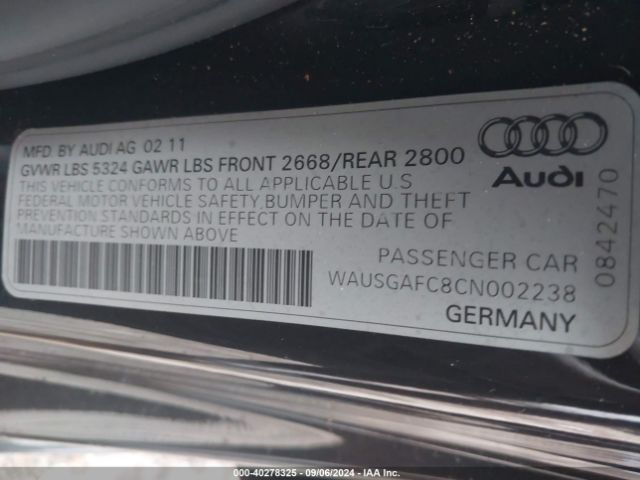 MFD. BY AUDI AG 02 11
GVWR LBS 5324 GAWR LBS FRONT 2668/REAR 2800
THIS VEHICLE CONFORMS TO ALL APPLICABLE U.S
FEDERAL MOTOR VEHICLE SAFETY, BUMPER AND THEFT
PREVENTION STANDARDS IN EFFECT ON THE DATE OF
MANUFACTURE SHOWN ABOVE
Audi
PASSENGER CAR
WAUSGAFC8CN002238
GERMANY
0842470
000-40278325 - 09/06/2024 - IAA Inc.